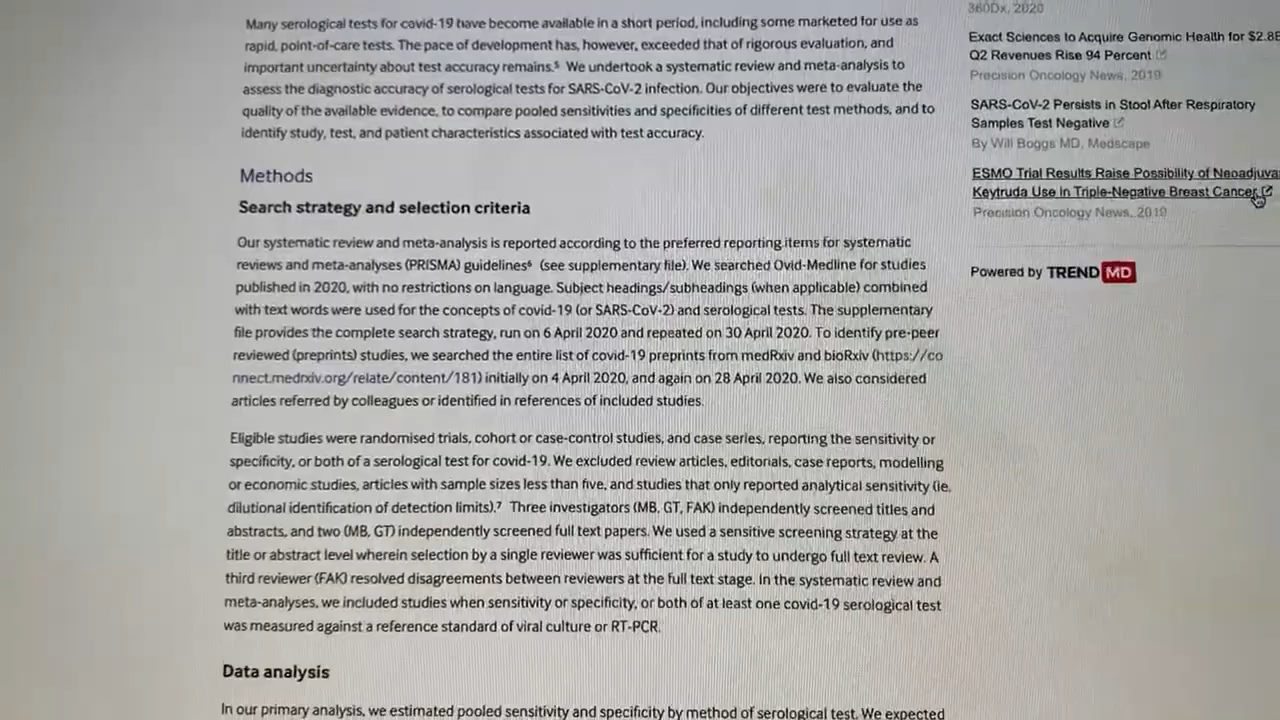 Many serological tests for covid-19 have become available in a short period, including some marketed for use as
rapid, point-of-care tests. The pace of development has, however, exceeded that of rigorous evaluation, and
important uncertainty about test accuracy remains.5 We undertook a systematic review and meta-analysis to
assess the diagnostic accuracy of serological tests for SARS-CoV-2 infection. Our objectives were to evaluate the
quality of the available evidence, to compare pooled sensitivities and specificities of different test methods, and to
identify study, test, and patient characteristics associated with test accuracy.
Methods
Search strategy and selection criteria
Our systematic review and meta-analysis is reported according to the preferred reporting items for systematic
reviews and meta-analyses (PRISMA) guidelines6 (see supplementary file). We searched Ovid-Medline for studies
published in 2020, with no restrictions on language. Subject headings/subheadings (when applicable) combined
with text words were used for the concepts of covid-19 (or SARS-CoV-2) and serological tests. The supplementary
file provides the complete search strategy, run on 6 April 2020 and repeated on 30 April 2020. To identify pre-peer
reviewed (preprints) studies, we searched the entire list of covid-19 preprints from medRxiv and bioRxiv (https://co
nnect.medrxiv.org/relate/content/181) initially on 4 April 2020, and again on 28 April 2020. We also considered
articles referred by colleagues or identified in references of included studies.
Eligible studies were randomised trials, cohort or case-control studies, and case series, reporting the sensitivity or
specificity, or both of a serological test for covid-19. We excluded review articles, editorials, case reports, modelling
or economic studies, articles with sample sizes less than five, and studies that only reported analytical sensitivity (ie,
dilutional identification of detection limits).7 Three investigators (MB, GT, FAK) independently screened titles and
abstracts, and two (MB, GT) independently screened full text papers. We used a sensitive screening strategy at the
title or abstract level wherein selection by a single reviewer was sufficient for a study to undergo full text review. A
third reviewer (FAK) resolved disagreements between reviewers at the full text stage. In the systematic review and
meta-analyses, we included studies when sensitivity or specificity, or both of at least one covid-19 serological test
was measured against a reference standard of viral culture or RT-PCR.
Data analysis
In our primary analysis, we estimated pooled sensitivity and specificity by method of serological test. We expected
360Dx, 2020
Exact Sciences to Acquire Genomic Health for $2.8B
Q2 Revenues Rise 94 Percent
Precision Oncology News, 2019
SARS-CoV-2 Persists in Stool After Respiratory
Samples Test Negative
By Will Boggs MD, Medscape
ESMO Trial Results Raise Possibility of Neoadjuva
Keytruda Use in Triple-Negative Breast Cancer
Precision Oncology News, 2019
Powered by TREND MD